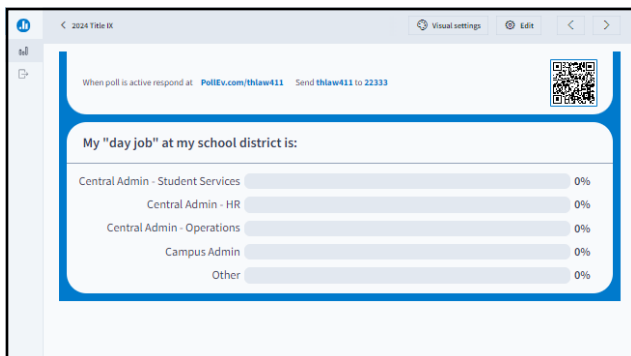 2024 Title IX
Visual settings
Edit
When poll is active respond at PollEv.com/thlaw411 Send thlaw411 to 22333
My "day job" at my school district is:
Central Admin - Student Services 0%
Central Admin - HR 0%
Central Admin - Operations 0%
Campus Admin 0%
Other 0%